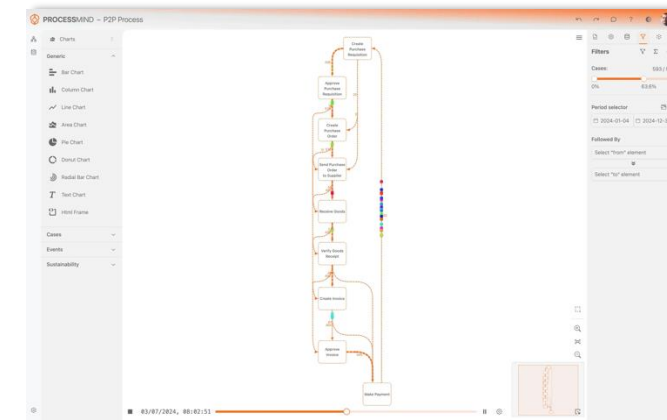 PROCESSMIND - P2P Process
Charts
Generic
Bar Chart
Column Chart
Line Chart
Area Chart
Pie Chart
Donut Chart
Radial Bar Chart
Text Chart
Html Frame
Cases
Events
Sustainability
Create
Purchase
Requisition
Approve
Purchase
Requisition
Create
Purchase
Order
Send Purchase
Order
to Supplier
Receive Goods
Verify Goods
Receipt
Create Invoice
Approve
Invoice
Make Payment
03/07/2024, 08:02:51
Filters
Cases:
0%
63.6%
Period selector
2024-01-04
Followed By
Select "from" element
Select "to" element